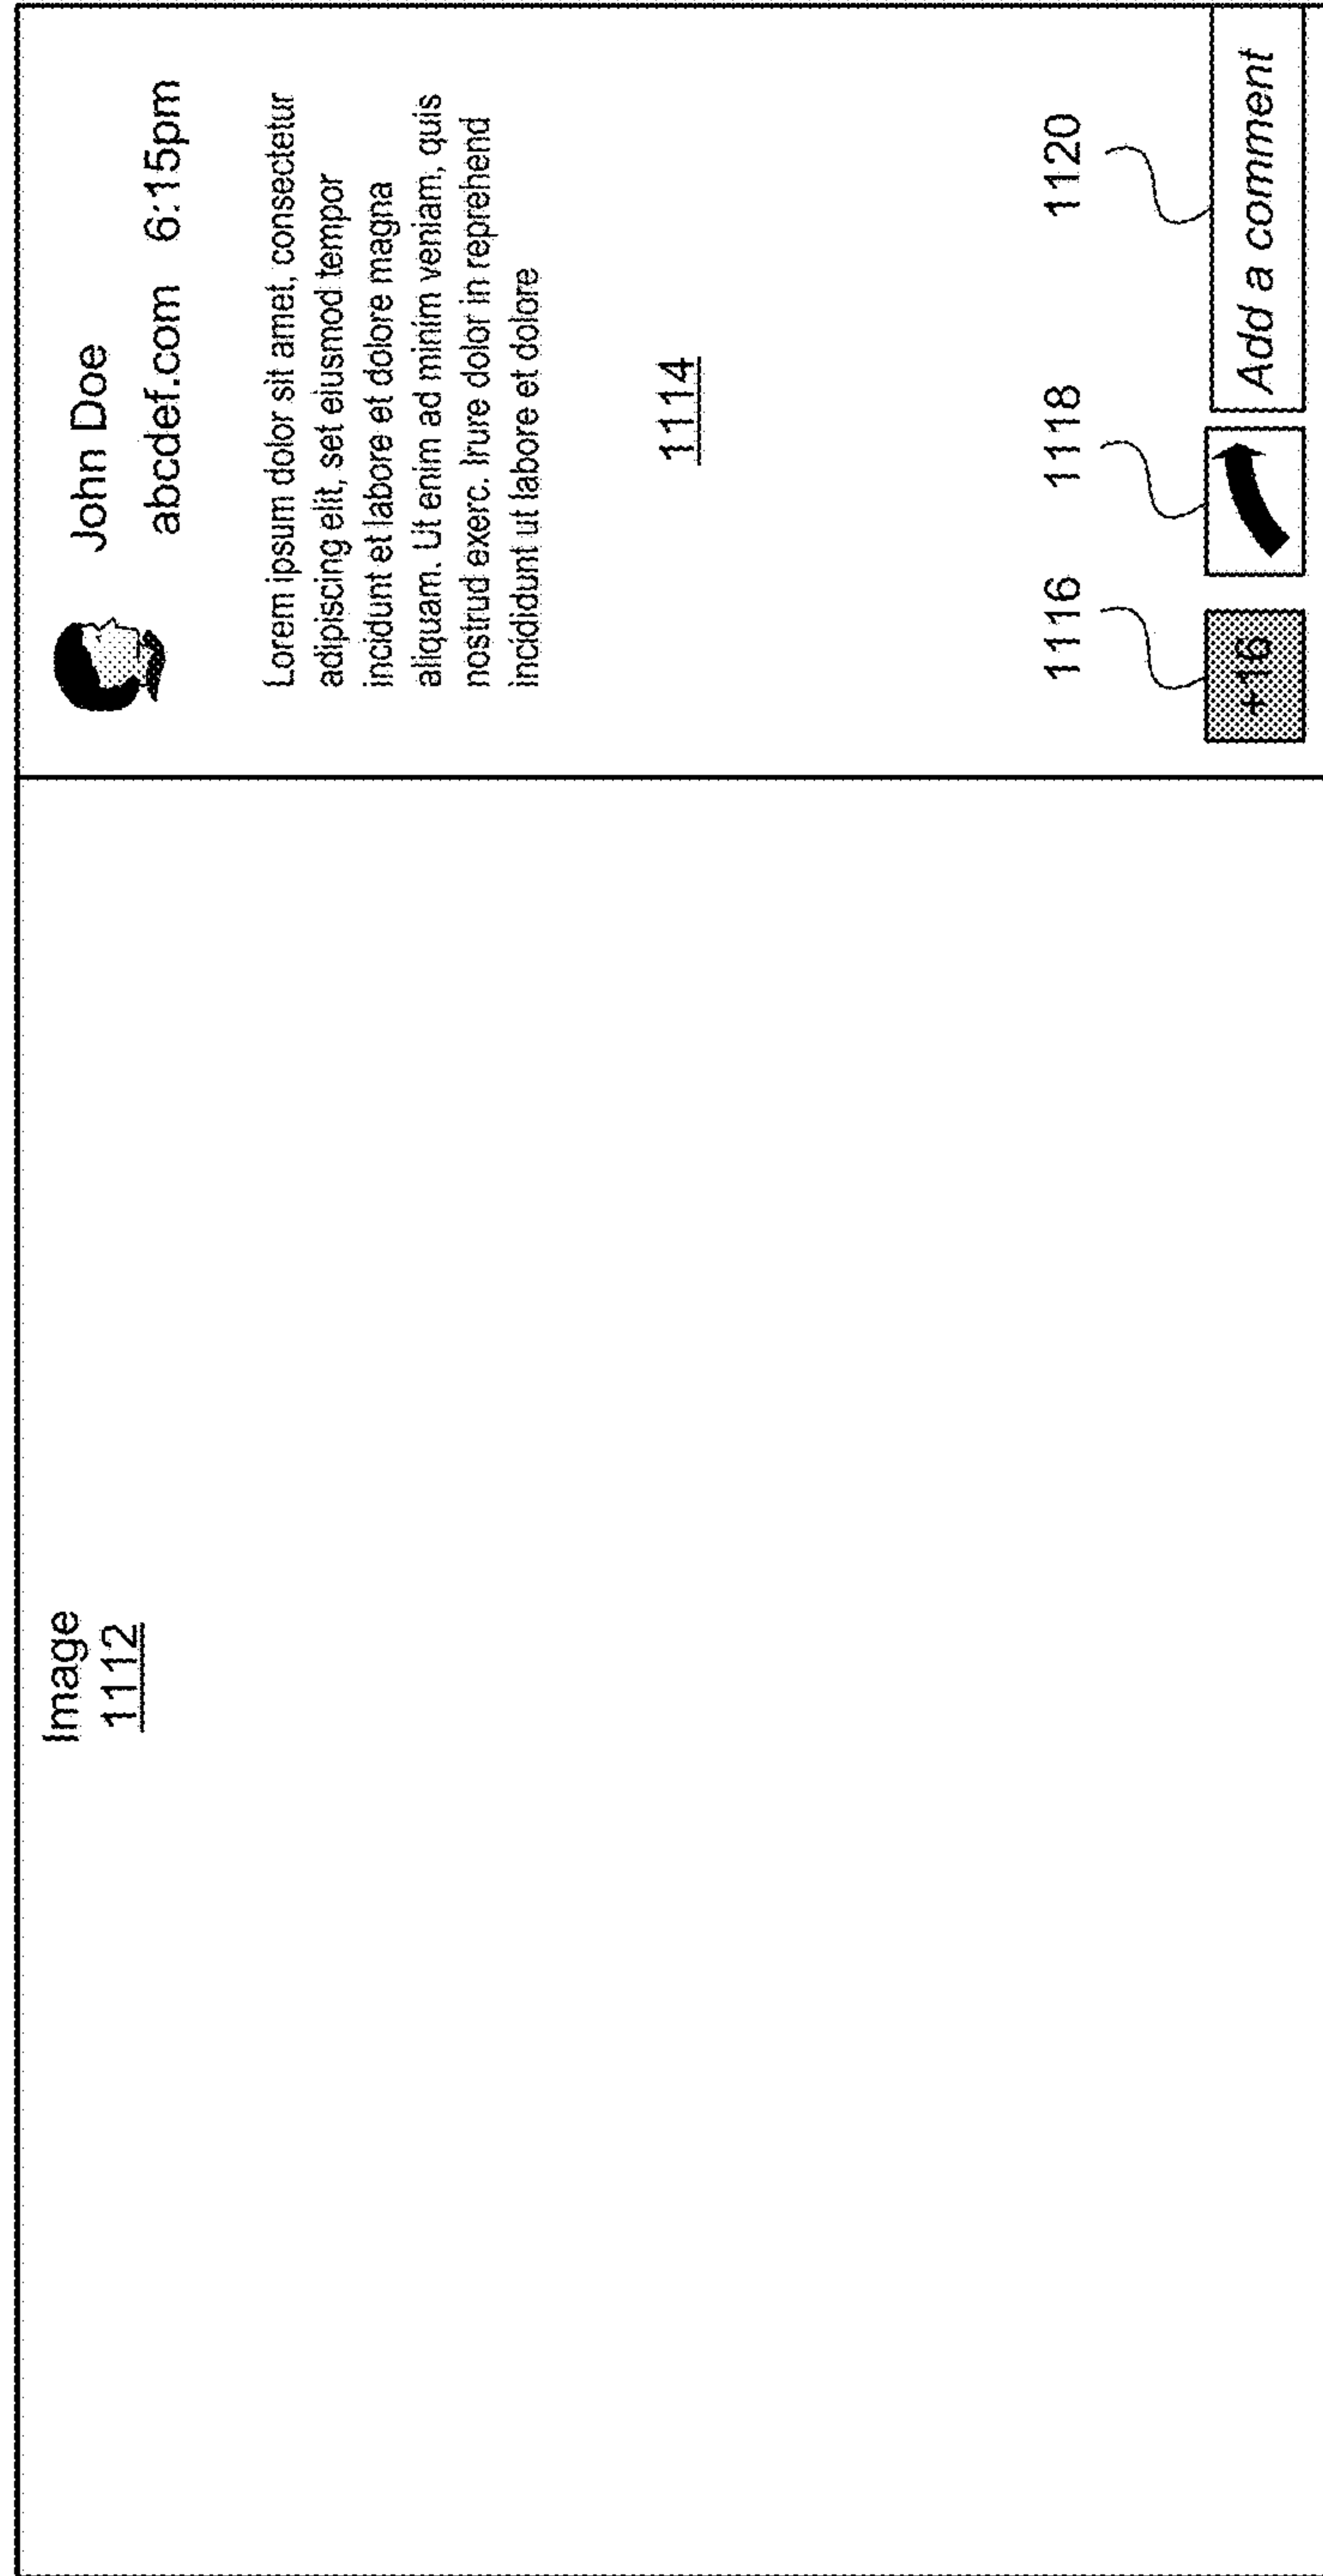 Image
1112
John Doe
abcdef.com 6:15pm
Lorem ipsum dolor sit amet, consectetur
adipiscing elit, set eiusmod tempor
incidunt et labore et dolore magna
aliquam. Ut enim ad minim veniam, quis
nostrud exerc. Irure dolor in reprehend
incididunt ut labore et dolore
1114
1116 1118 1120
+16
Add a comment